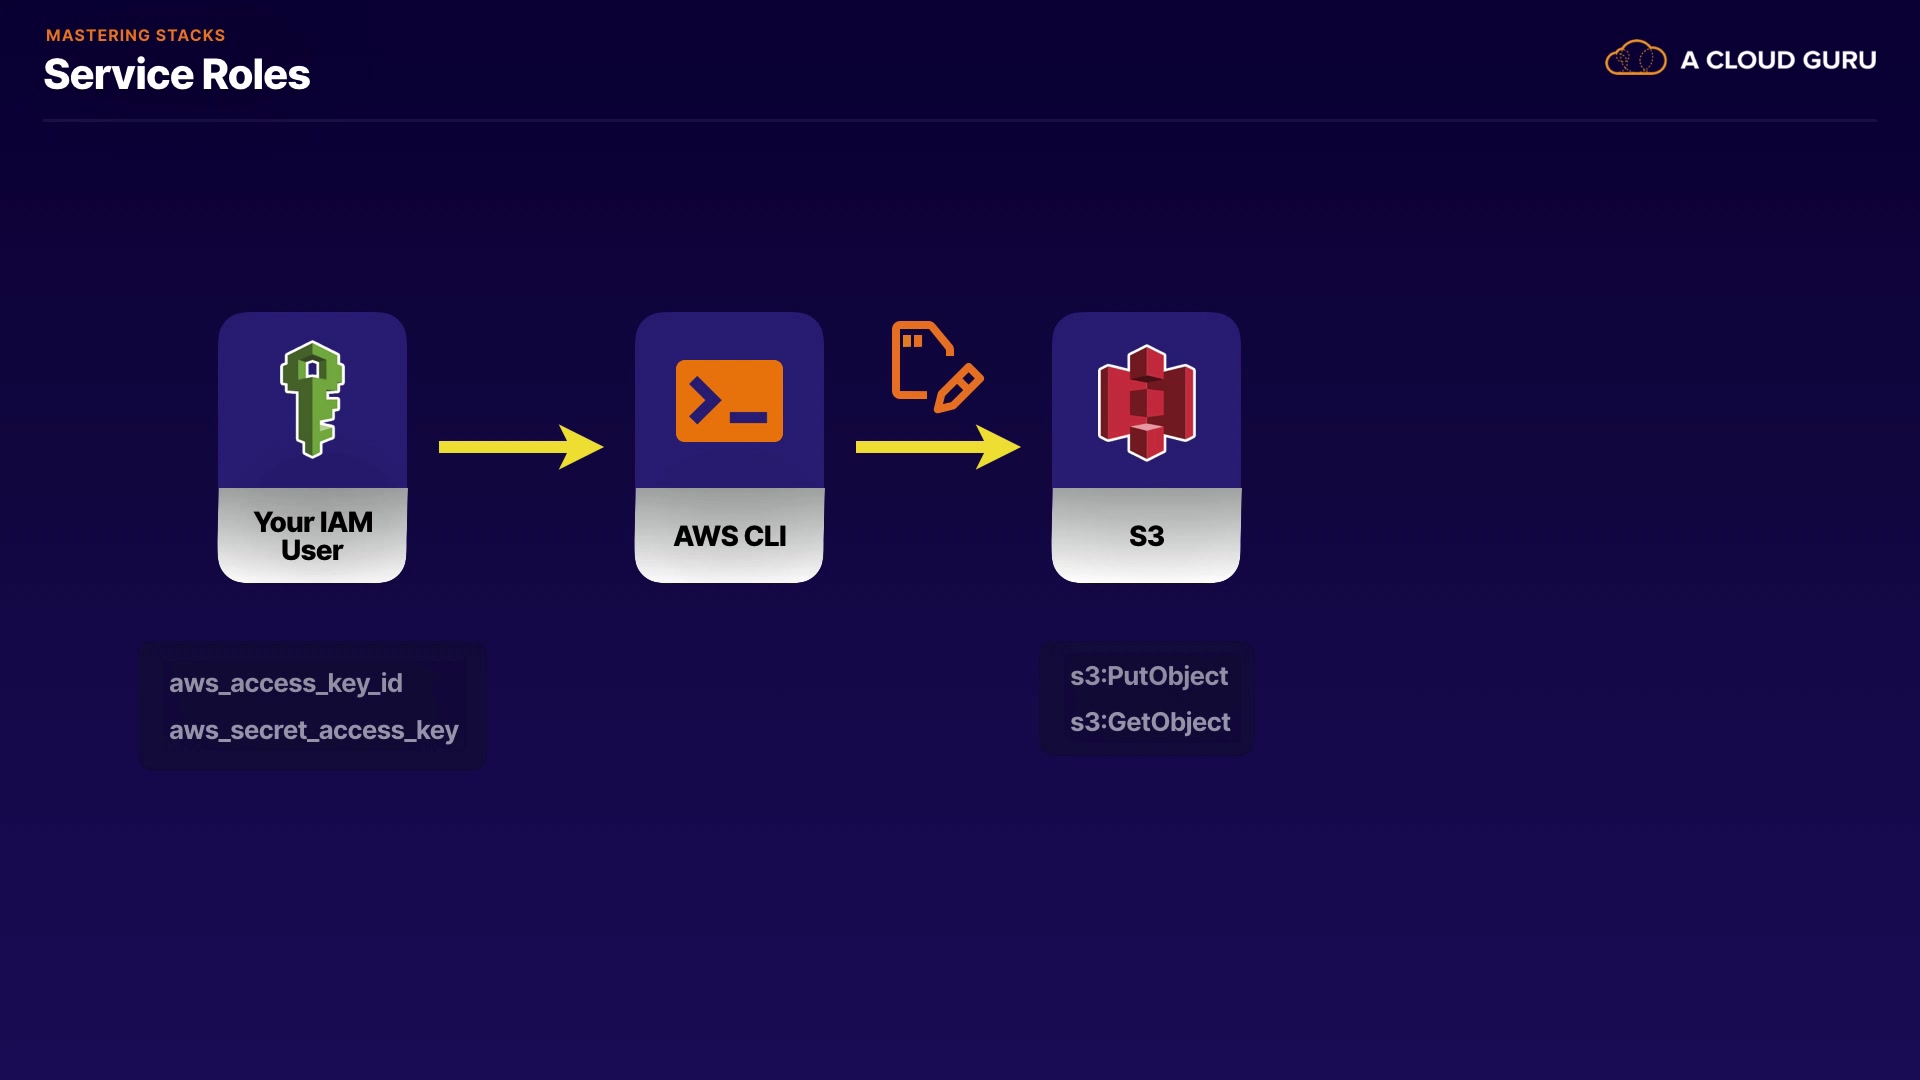 MASTERING STACKS
Service Roles
A CLOUD GURU
Your IAM
User
AWS CLI
S3
aws_access_key_id
aws_secret_access_key
s3:PutObject
s3:GetObject